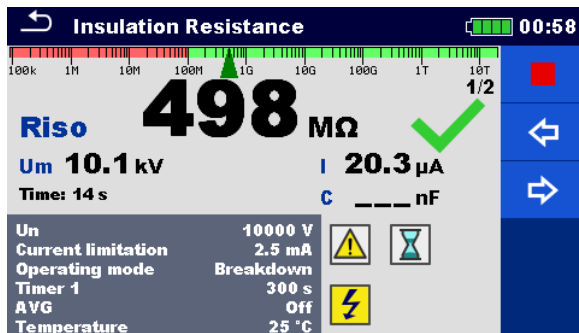 Insulation Resistance 00:58
100k 1M 10M 100M 1G 10G 100G 1T 10T
1/2
Riso 498 MΩ
Um 10.1 kV I 20.3 µA
Time: 14 s C ___ nF
Un 10000 V
Current limitation 2.5 mA
Operating mode Breakdown
Timer 1 300 s
AVG Off
Temperature 25 °C